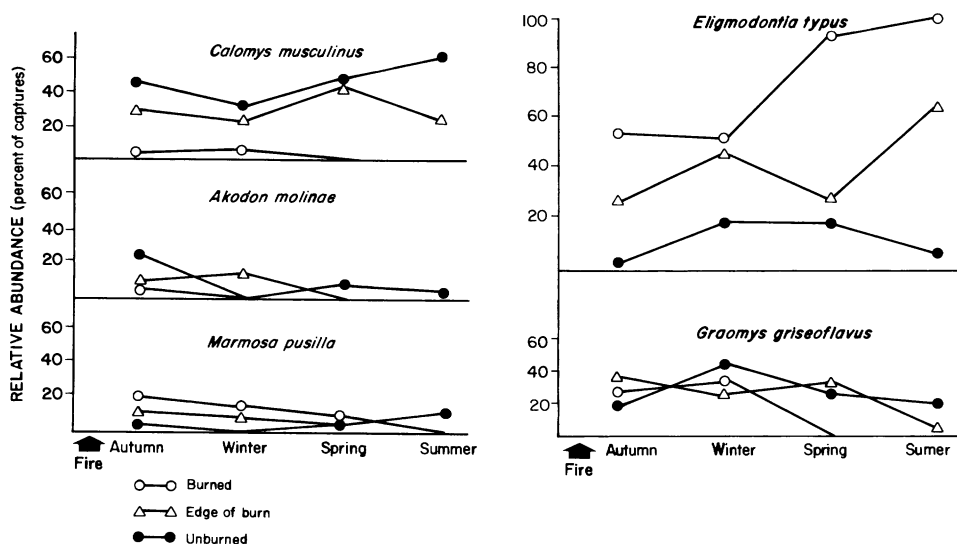 RELATIVE ABUNDANCE (percent of captures)
Calomys musculinus
60
40
20
Akodon molinae
60
40
20
Marmosa pusilla
60
40
20
Autumn Winter Spring Summer
Fire
Burned
Edge of burn
Unburned
Eligmodontia typus
100
80
60
40
20
Graomys griseoflavus
80
60
40
20
Autumn Winter Spring Sumer
Fire